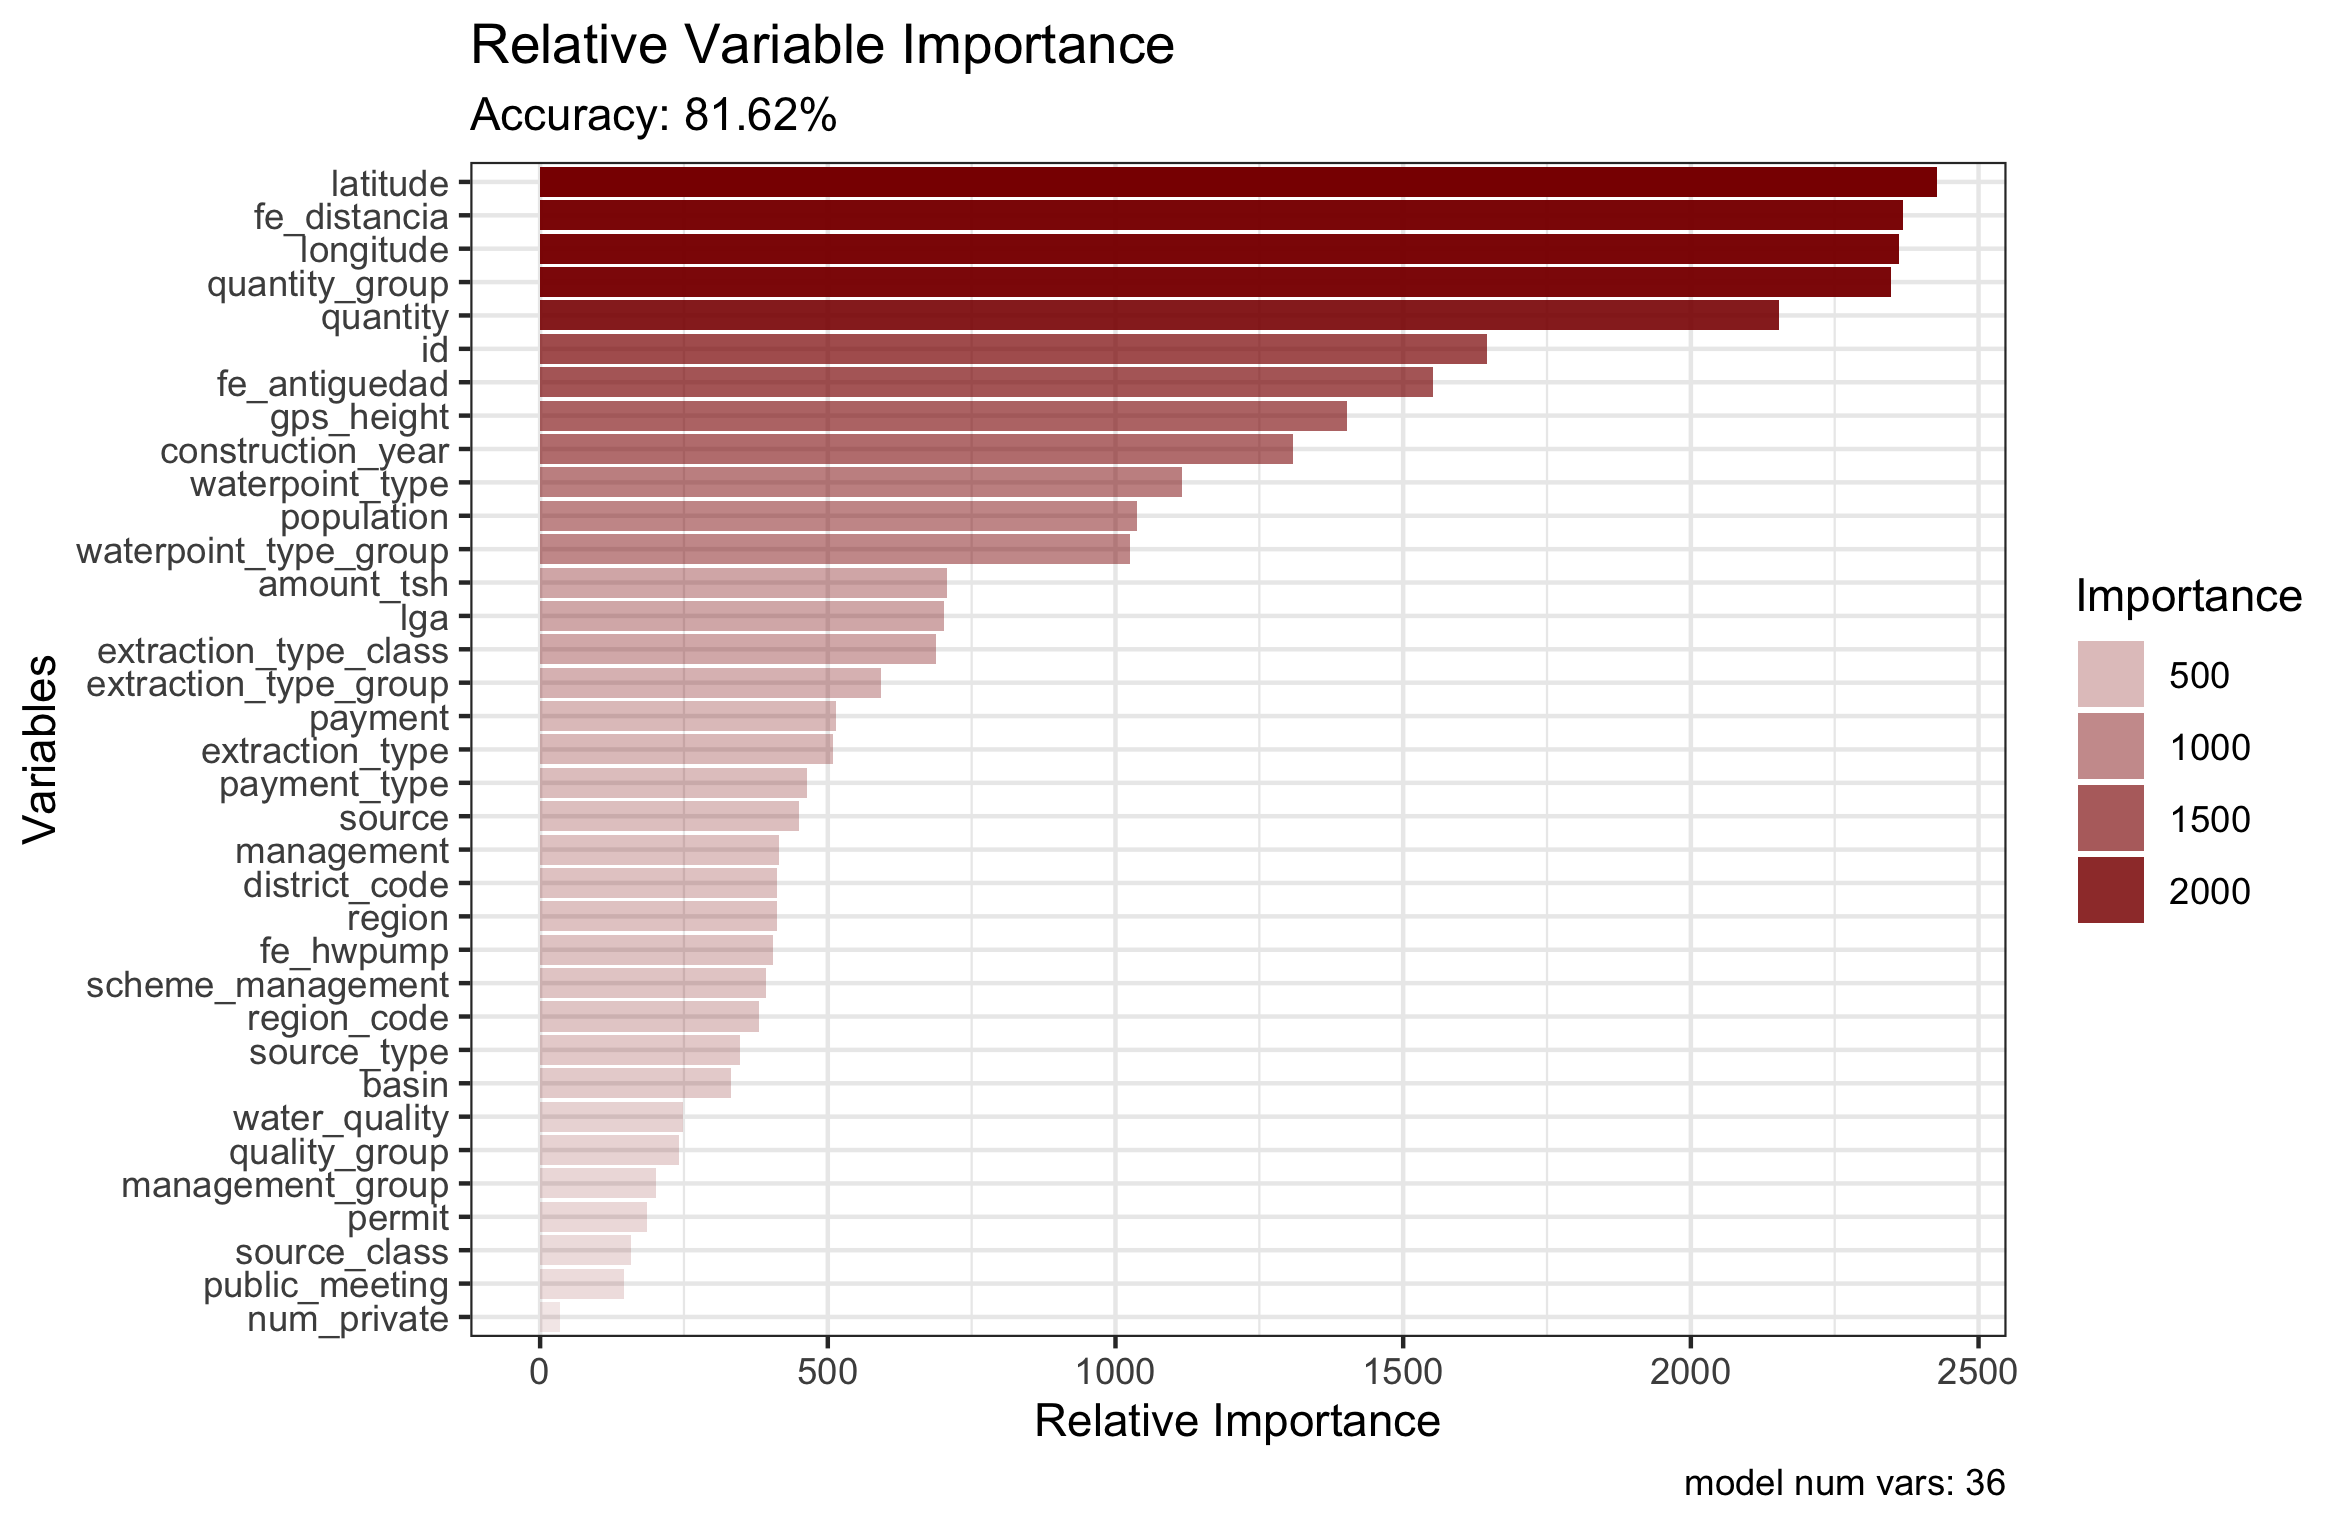 Relative Variable Importance
Accuracy: 81.62%
latitude
fe_distancia
longitude
quantity_group
quantity
id
fe_antiguedad
gps_height
construction_year
waterpoint_type
population
waterpoint_type_group
amount_tsh
lga
extraction_type_class
extraction_type_group
payment
extraction_type
payment_type
source
management
district_code
region
fe_hwpump
scheme_management
region_code
source_type
basin
water_quality
quality_group
management_group
permit
source_class
public_meeting
num_private
Variables
0 500 1000 1500 2000 2500
Relative Importance
Importance
500
1000
1500
2000
model num vars: 36